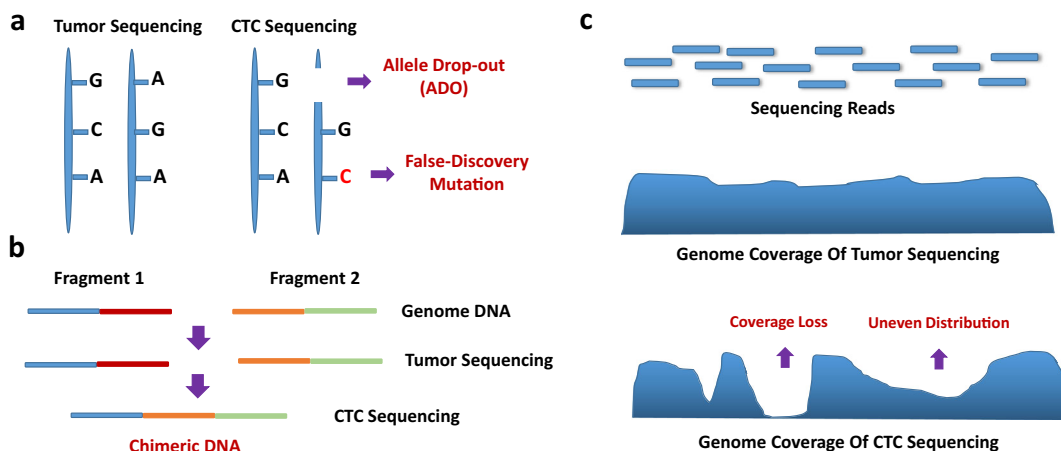 a
Tumor Sequencing
CTC Sequencing
G
A
G
Allele Drop-out
(ADO)
C
G
C
G
A
A
A
C
False-Discovery
Mutation
b
Fragment 1
Fragment 2
Genome DNA
Tumor Sequencing
CTC Sequencing
Chimeric DNA
c
Sequencing Reads
Genome Coverage Of Tumor Sequencing
Coverage Loss
Uneven Distribution
Genome Coverage Of CTC Sequencing